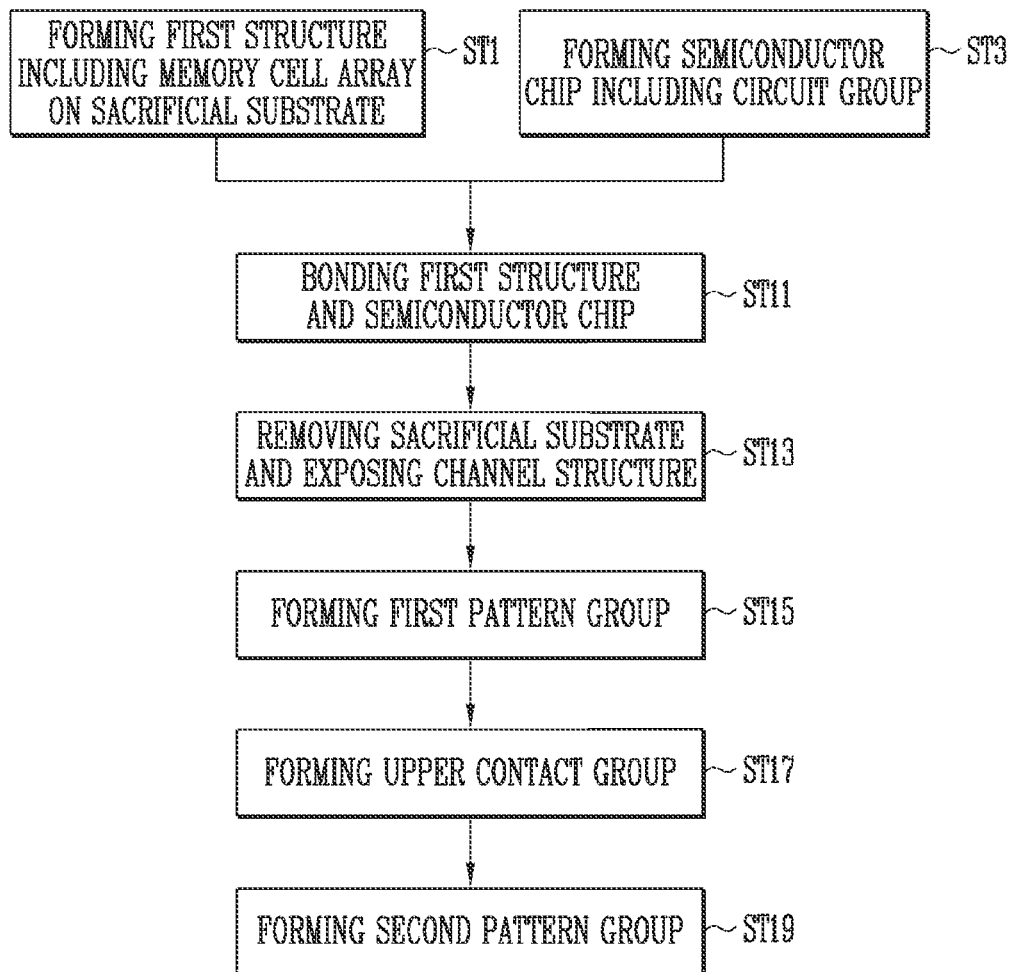 FORMING FIRST STRUCTURE
INCLUDING MEMORY CELL ARRAY
ON SACRIFICIAL SUBSTRATE
ST1
FORMING SEMICONDUCTOR
CHIP INCLUDING CIRCUIT GROUP
ST3
BONDING FIRST STRUCTURE
AND SEMICONDUCTOR CHIP
ST11
REMOVING SACRIFICIAL SUBSTRATE
AND EXPOSING CHANNEL STRUCTURE
ST13
FORMING FIRST PATTERN GROUP
ST15
FORMING UPPER CONTACT GROUP
ST17
FORMING SECOND PATTERN GROUP
ST19